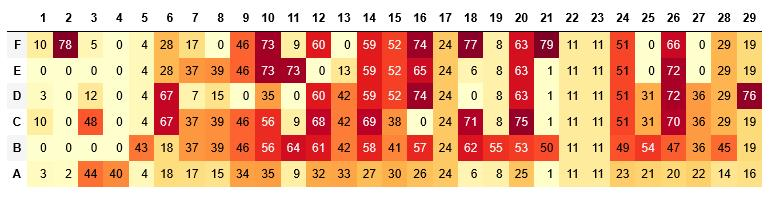 1 2 3 4 5 6 7 8 9 10 11 12 13 14 15 16 17 18 19 20 21 22 23 24 25 26 27 28 29
F 10 78 5 0 4 28 17 0 46 73 9 60 0 59 52 74 24 77 8 63 79 11 11 51 0 66 0 29 19
E 0 0 0 0 4 28 37 39 46 73 73 0 13 59 52 65 24 6 8 63 1 11 11 51 0 72 0 29 19
D 3 0 12 0 4 67 7 15 0 35 0 60 42 59 52 74 24 0 8 63 1 11 11 51 31 72 36 29 76
C 10 0 48 0 4 67 37 39 46 56 9 68 42 69 38 0 24 71 8 75 1 11 11 51 31 70 36 29 19
B 0 0 0 0 43 18 37 39 46 56 64 61 42 58 41 57 24 62 55 53 50 11 11 49 54 47 38 45 19
A 3 2 44 40 4 18 17 15 34 35 9 32 33 27 30 26 24 6 8 25 1 11 11 23 21 20 22 14 16